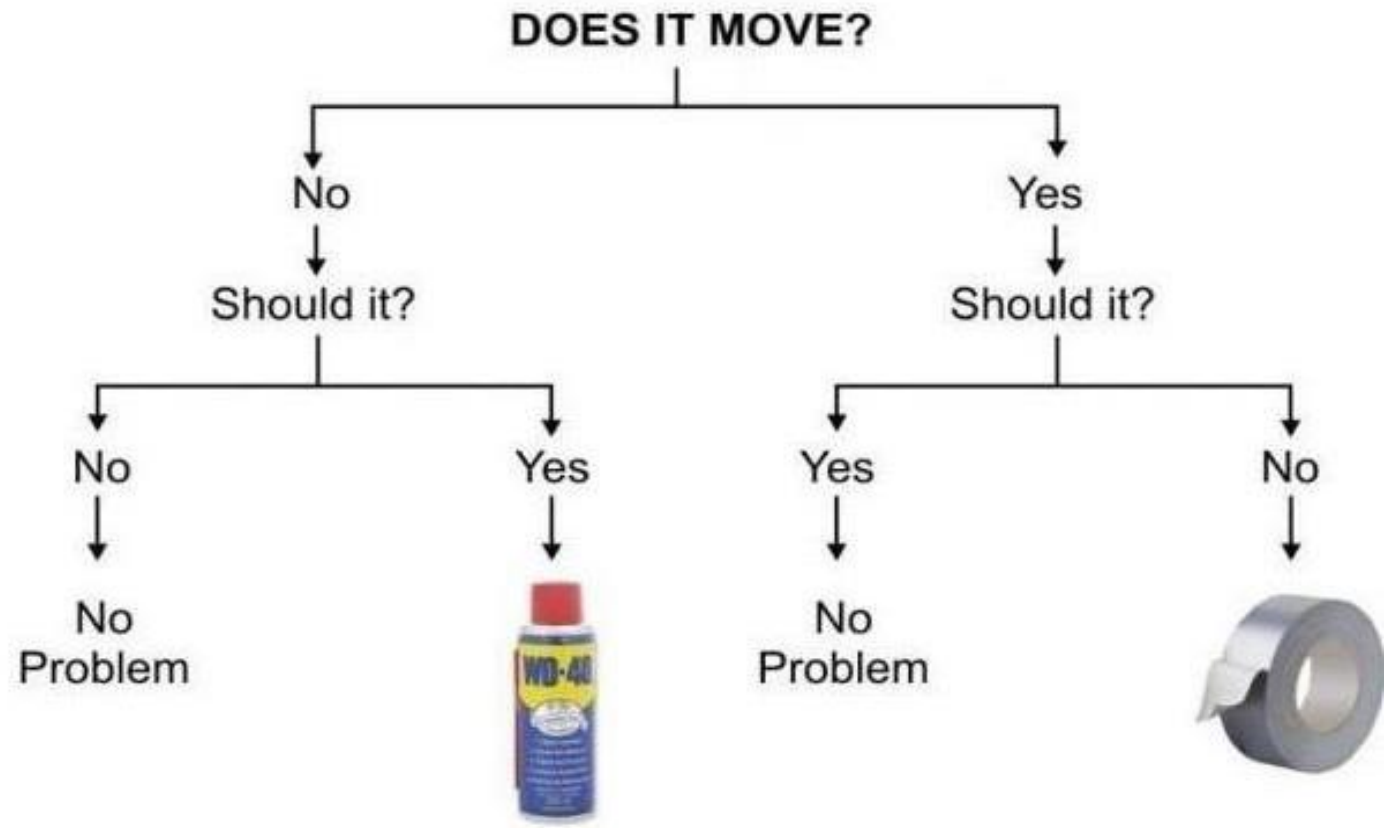 DOES IT MOVE?
No
Yes
Should it?
Should it?
No
Yes
Yes
No
No
Problem
WD-40
No
Problem